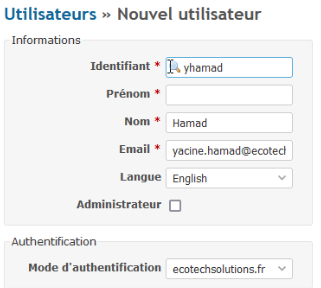 Utilisateurs » Nouvel utilisateur
Informations
Identifiant * yhamad
Prénom *
Nom * Hamad
Email * yacine.hamad@ecotech
Langue English
Administrateur
Authentification
Mode d'authentification ecotechsolutions.fr